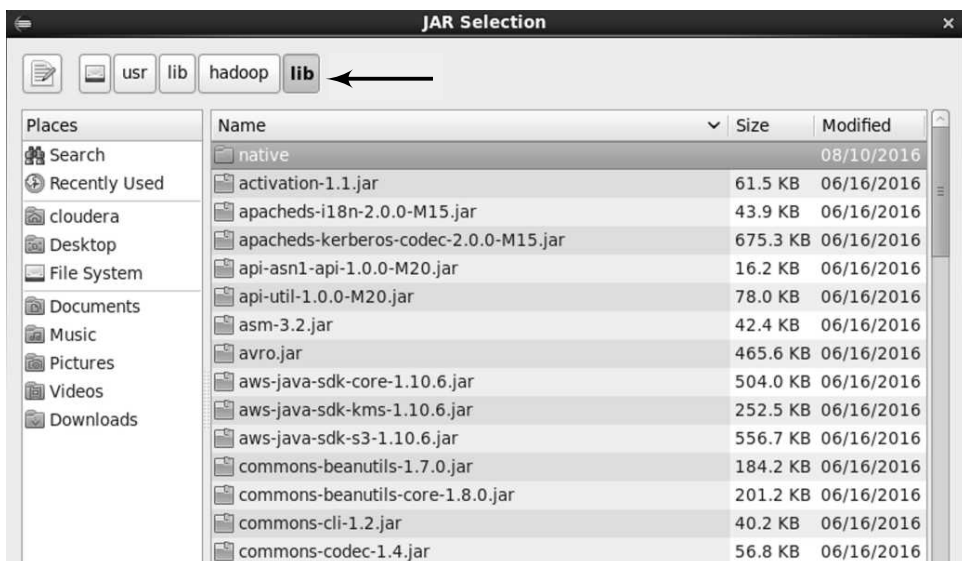 JAR Selection
usr lib hadoop lib
Places
Search
Recently Used
cloudera
Desktop
File System
Documents
Music
Pictures
Videos
Downloads
Name Size Modified
native 08/10/2016
activation-1.1.jar 61.5 KB 06/16/2016
apacheds-i18n-2.0.0-M15.jar 43.9 KB 06/16/2016
apacheds-kerberos-codec-2.0.0-M15.jar 675.3 KB 06/16/2016
api-asn1-api-1.0.0-M20.jar 16.2 KB 06/16/2016
api-util-1.0.0-M20.jar 78.0 KB 06/16/2016
asm-3.2.jar 42.4 KB 06/16/2016
avro.jar 465.6 KB 06/16/2016
aws-java-sdk-core-1.10.6.jar 504.0 KB 06/16/2016
aws-java-sdk-kms-1.10.6.jar 252.5 KB 06/16/2016
aws-java-sdk-s3-1.10.6.jar 556.7 KB 06/16/2016
commons-beanutils-1.7.0.jar 184.2 KB 06/16/2016
commons-beanutils-core-1.8.0.jar 201.2 KB 06/16/2016
commons-cli-1.2.jar 40.2 KB 06/16/2016
commons-codec-1.4.jar 56.8 KB 06/16/2016